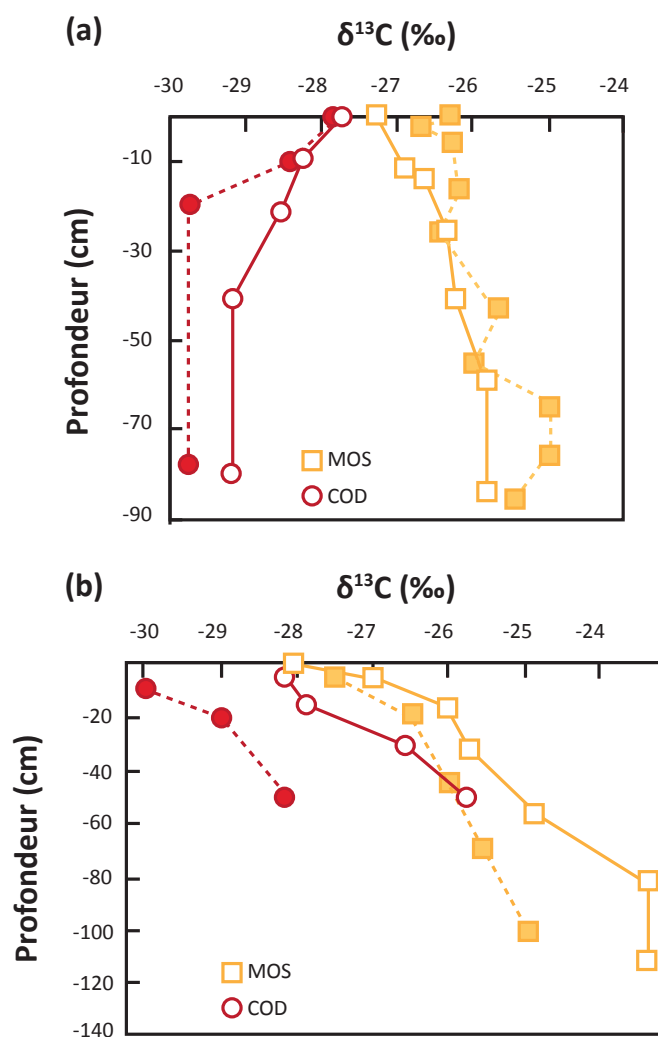 (a)
δ¹³C (‰)
-30 -29 -28 -27 -26 -25 -24
Profondeur (cm)
-10
-30
-50
-70
-90
MOS
COD
(b)
δ¹³C (‰)
-30 -29 -28 -27 -26 -25 -24
Profondeur (cm)
-20
-40
-60
-80
-100
-120
-140
MOS
COD